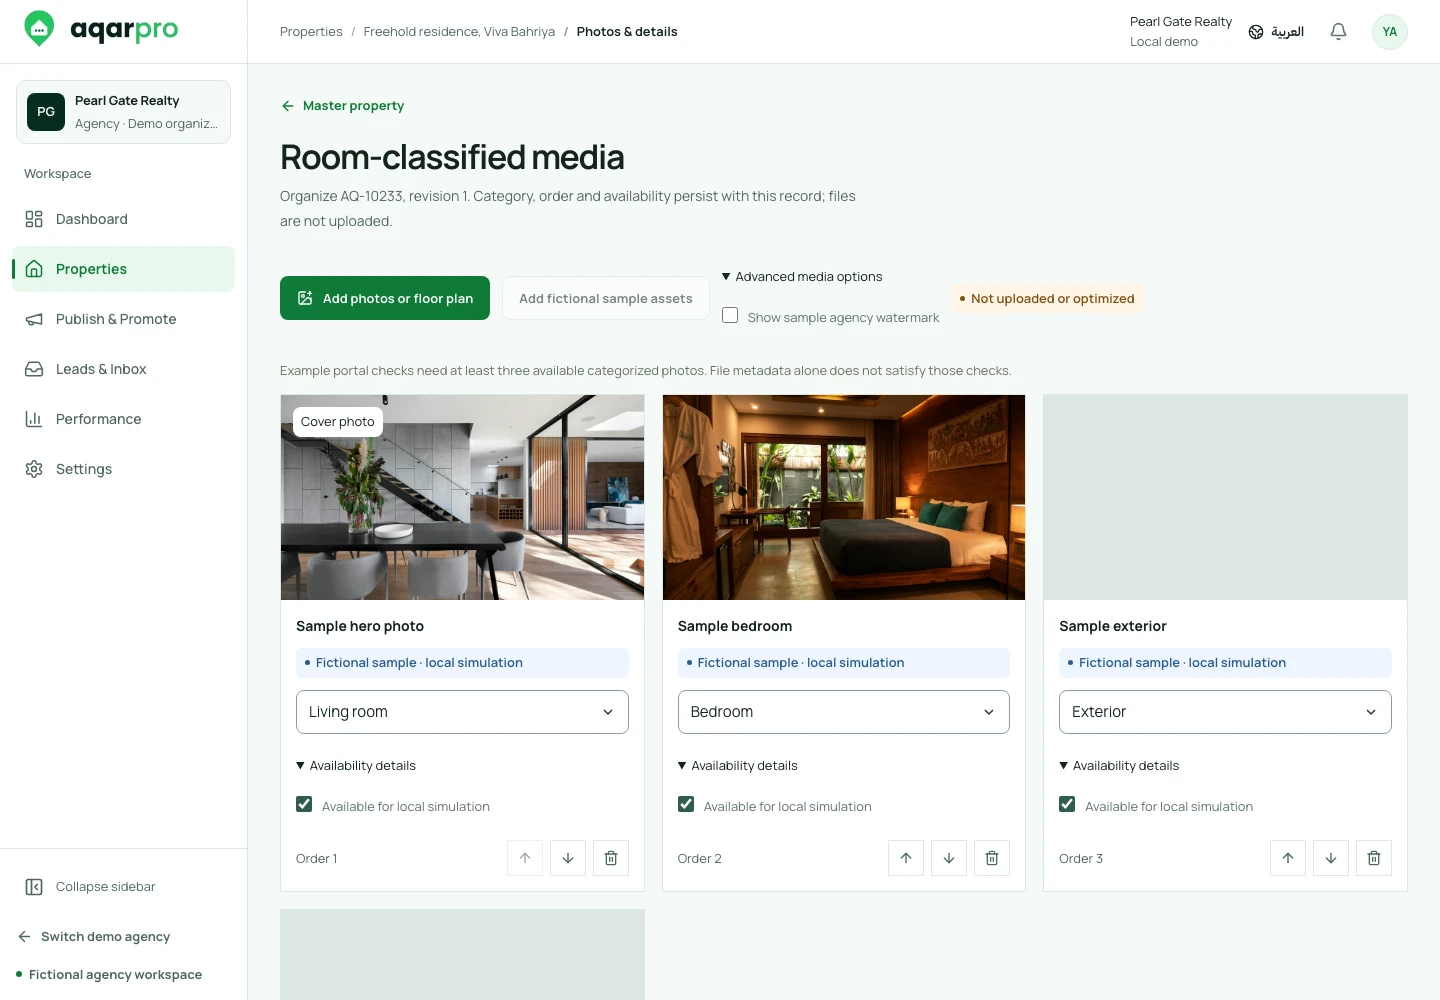 aqarpro
Properties / Freehold residence, Viva Bahriya / Photos & details
Pearl Gate Realty
Local demo
العربية
YA
PG
Pearl Gate Realty
Agency · Demo organiz...
Workspace
Dashboard
Properties
Publish & Promote
Leads & Inbox
Performance
Settings
Collapse sidebar
Switch demo agency
Fictional agency workspace
Master property
Room-classified media
Organize AQ-10233, revision 1. Category, order and availability persist with this record; files
are not uploaded.
Add photos or floor plan
Add fictional sample assets
Advanced media options
Show sample agency watermark
Not uploaded or optimized
Example portal checks need at least three available categorized photos. File metadata alone does not satisfy those checks.
Cover photo
Sample hero photo
Fictional sample · local simulation
Living room
Availability details
Available for local simulation
Order 1
Sample bedroom
Fictional sample · local simulation
Bedroom
Availability details
Available for local simulation
Order 2
Sample exterior
Fictional sample · local simulation
Exterior
Availability details
Available for local simulation
Order 3